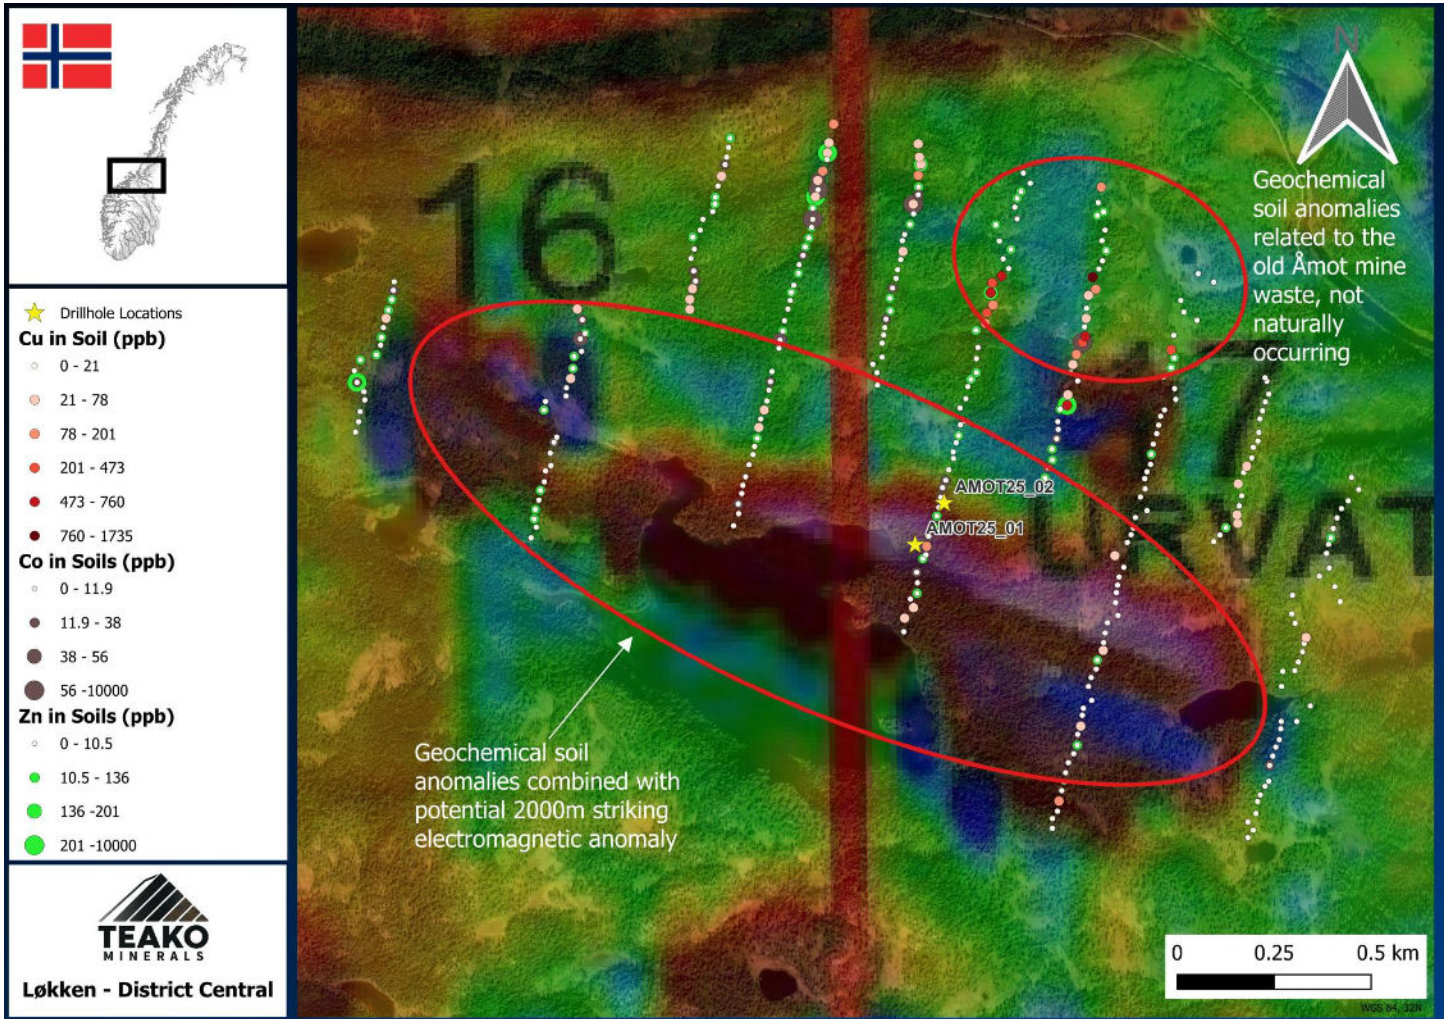 Drillhole Locations
Cu in Soil (ppb)
0 - 21
21 - 78
78 - 201
201 - 473
473 - 760
760 - 1735
Co in Soils (ppb)
0 - 11.9
11.9 - 38
38 - 56
56 -10000
Zn in Soils (ppb)
0 - 10.5
10.5 - 136
136 -201
201 -10000
TEAKO
MINERALS
Løkken - District Central
N
Geochemical
soil anomalies
related to the
old Åmot mine
waste, not
naturally
occurring
16
17
URVAT
AMOT25_02
AMOT25_01
Geochemical soil
anomalies combined with
potential 2000m striking
electromagnetic anomaly
0 0.25 0.5 km
WGS 84, 32N